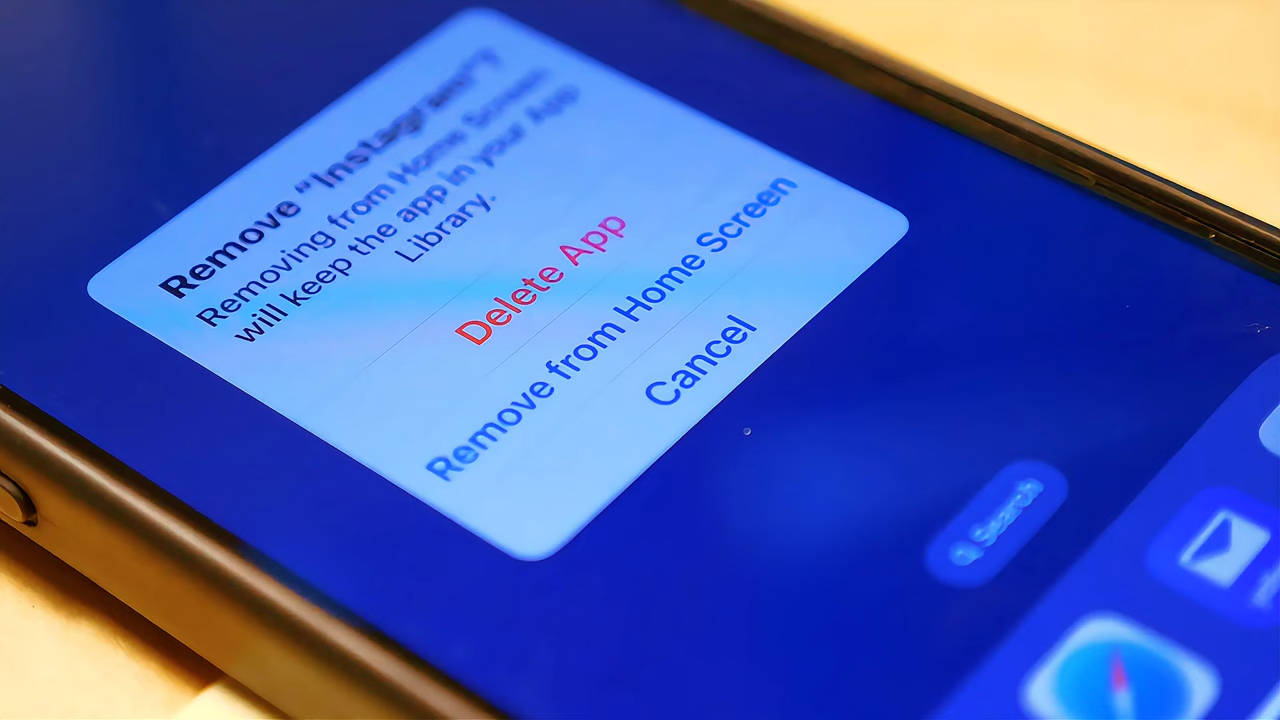 Remove “Instagram”?
Removing from Home Screen
will keep the app in your App
Library.
Delete App
Remove from Home Screen
Cancel
Search